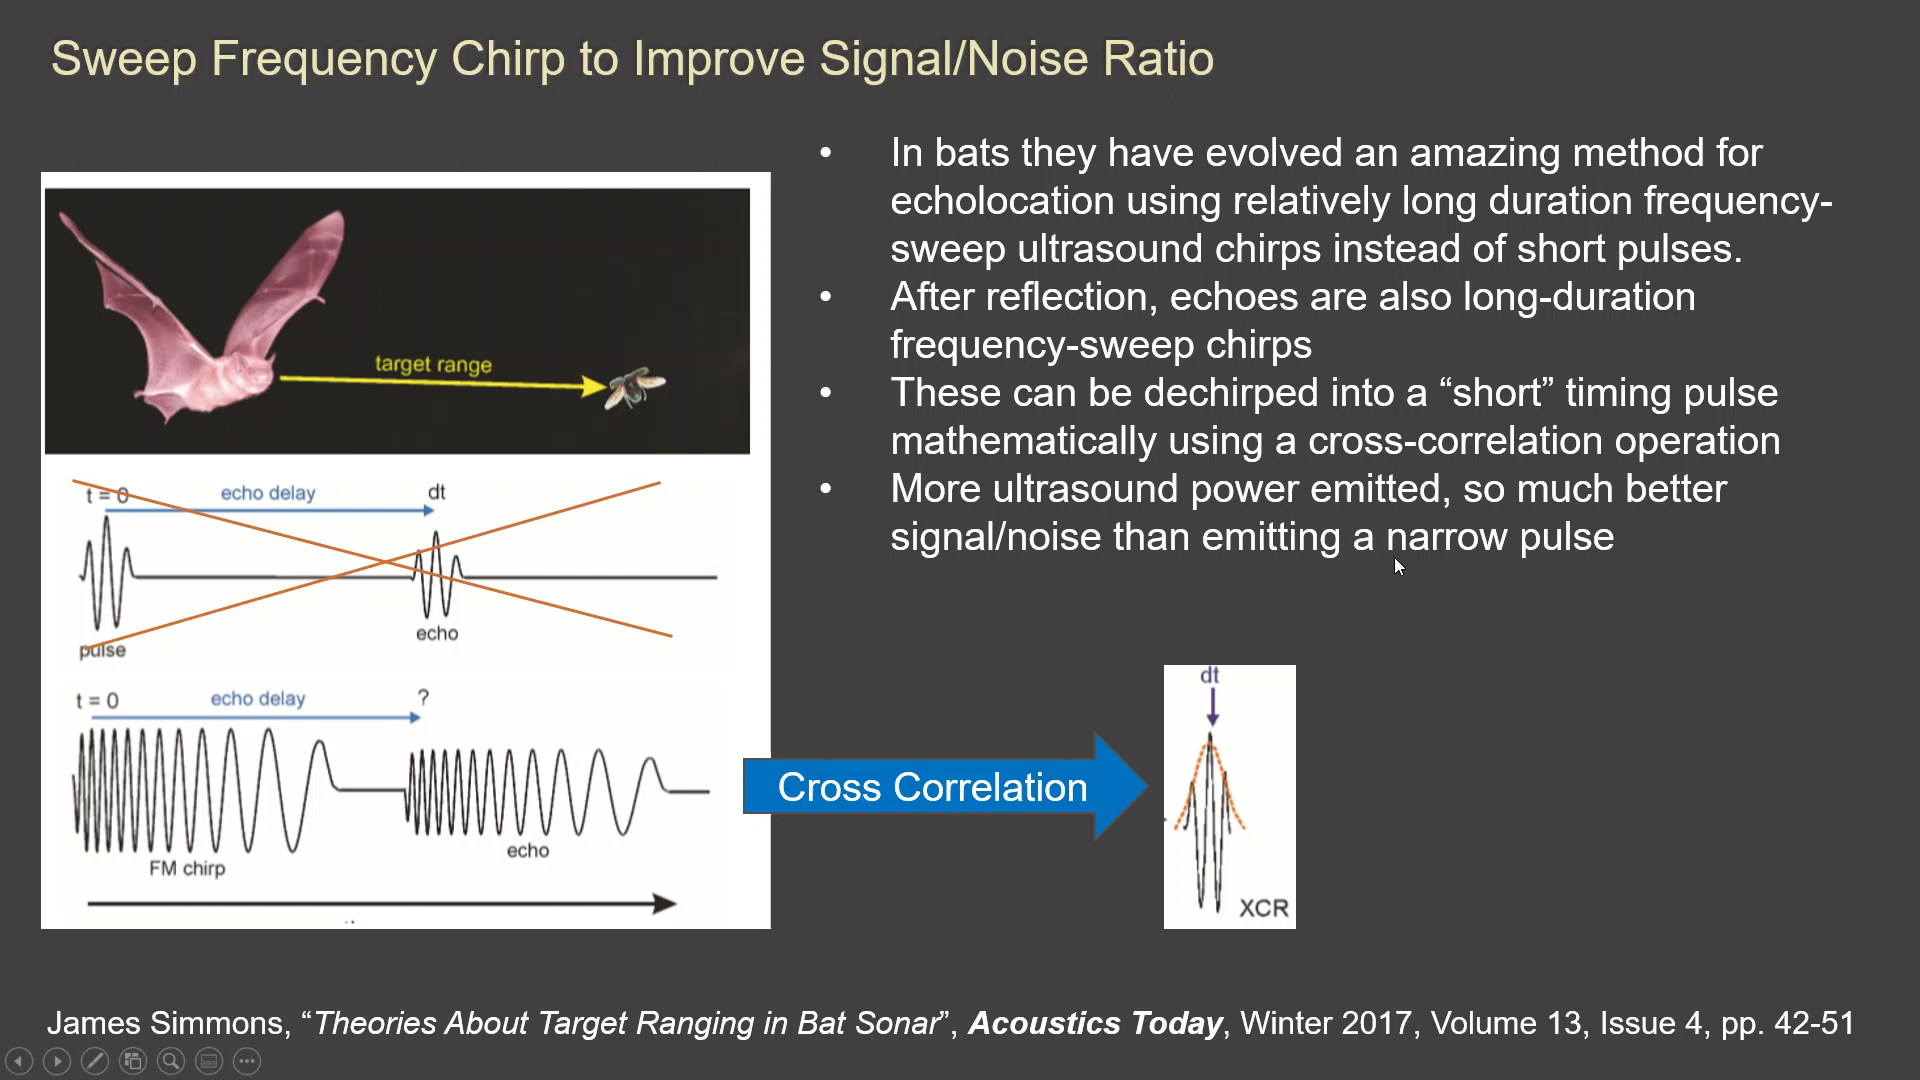 Sweep Frequency Chirp to Improve Signal/Noise Ratio
• In bats they have evolved an amazing method for
echolocation using relatively long duration frequency-
sweep ultrasound chirps instead of short pulses.
• After reflection, echoes are also long-duration
frequency-sweep chirps
• These can be dechirped into a “short” timing pulse
mathematically using a cross-correlation operation
• More ultrasound power emitted, so much better
signal/noise than emitting a narrow pulse
target range
t = 0 echo delay dt
echo
pulse
t = 0 echo delay ?
echo
FM chirp
Cross Correlation
dt
XCR
James Simmons, “Theories About Target Ranging in Bat Sonar”, Acoustics Today, Winter 2017, Volume 13, Issue 4, pp. 42-51